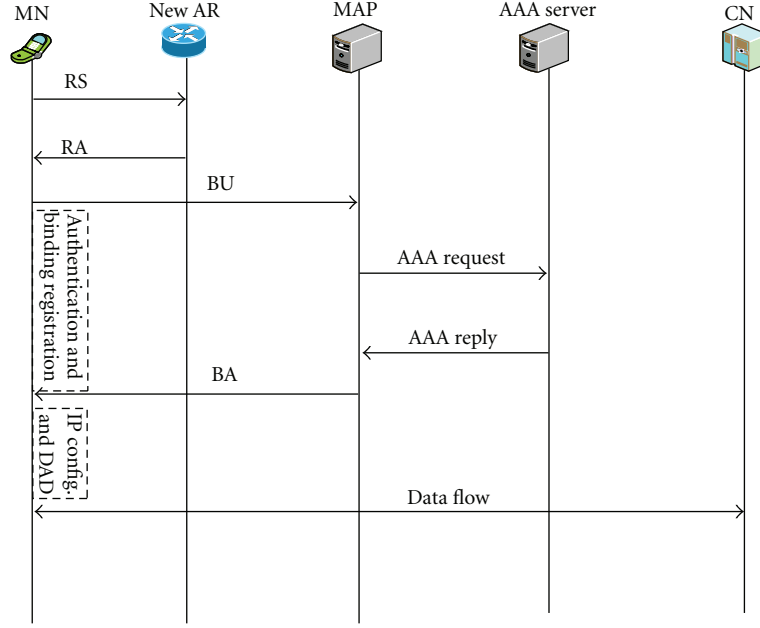 MN
New AR
MAP
AAA server
CN
RS
RA
BU
Authentication and
binding registration
AAA request
AAA reply
BA
IP config.
and DAD
Data flow